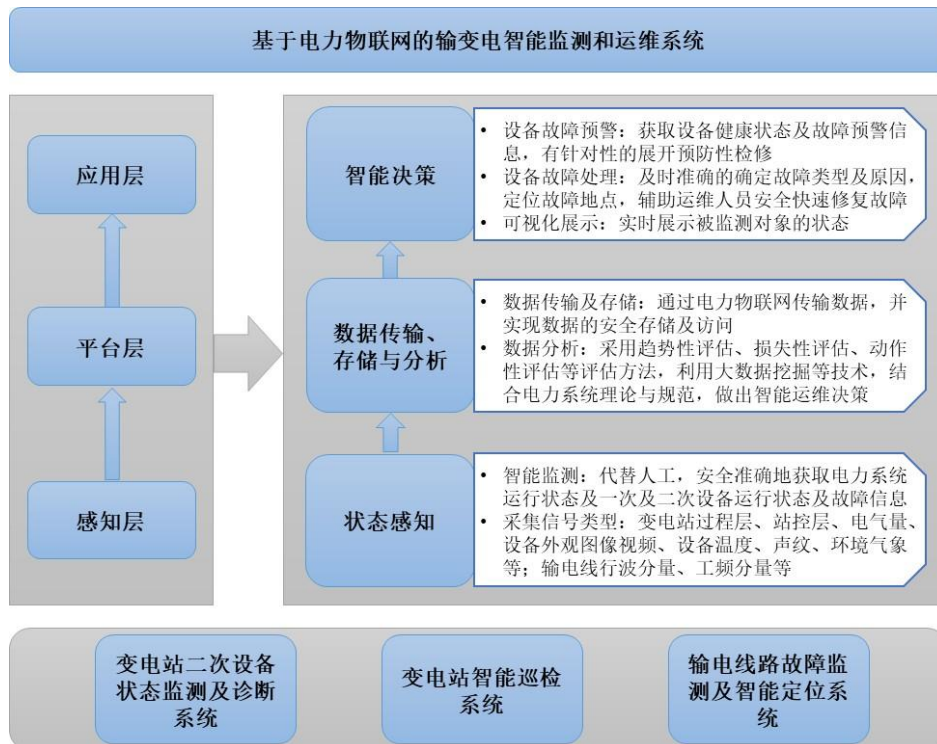 基于电力物联网的输变电智能监测和运维系统
应用层
平台层
感知层
智能决策
• 设备故障预警：获取设备健康状态及故障预警信
息，有针对性的展开预防性检修
• 设备故障处理：及时准确的确定故障类型及原因，
定位故障地点，辅助运维人员安全快速修复故障
• 可视化展示：实时展示被监测对象的状态
数据传输、
存储与分析
• 数据传输及存储：通过电力物联网传输数据，并
实现数据的安全存储及访问
• 数据分析：采用趋势性评估、损失性评估、动作
性评估等评估方法，利用大数据挖掘等技术，结
合电力系统理论与规范，做出智能运维决策
状态感知
• 智能监测：代替人工，安全准确地获取电力系统
运行状态及一次及二次设备运行状态及故障信息
• 采集信号类型：变电站过程层、站控层、电气量、
设备外观图像视频、设备温度、声纹、环境气象
等；输电线行波分量、工频分量等
变电站二次设备
状态监测及诊断
系统
变电站智能巡检
系统
输电线路故障监
测及智能定位系
统